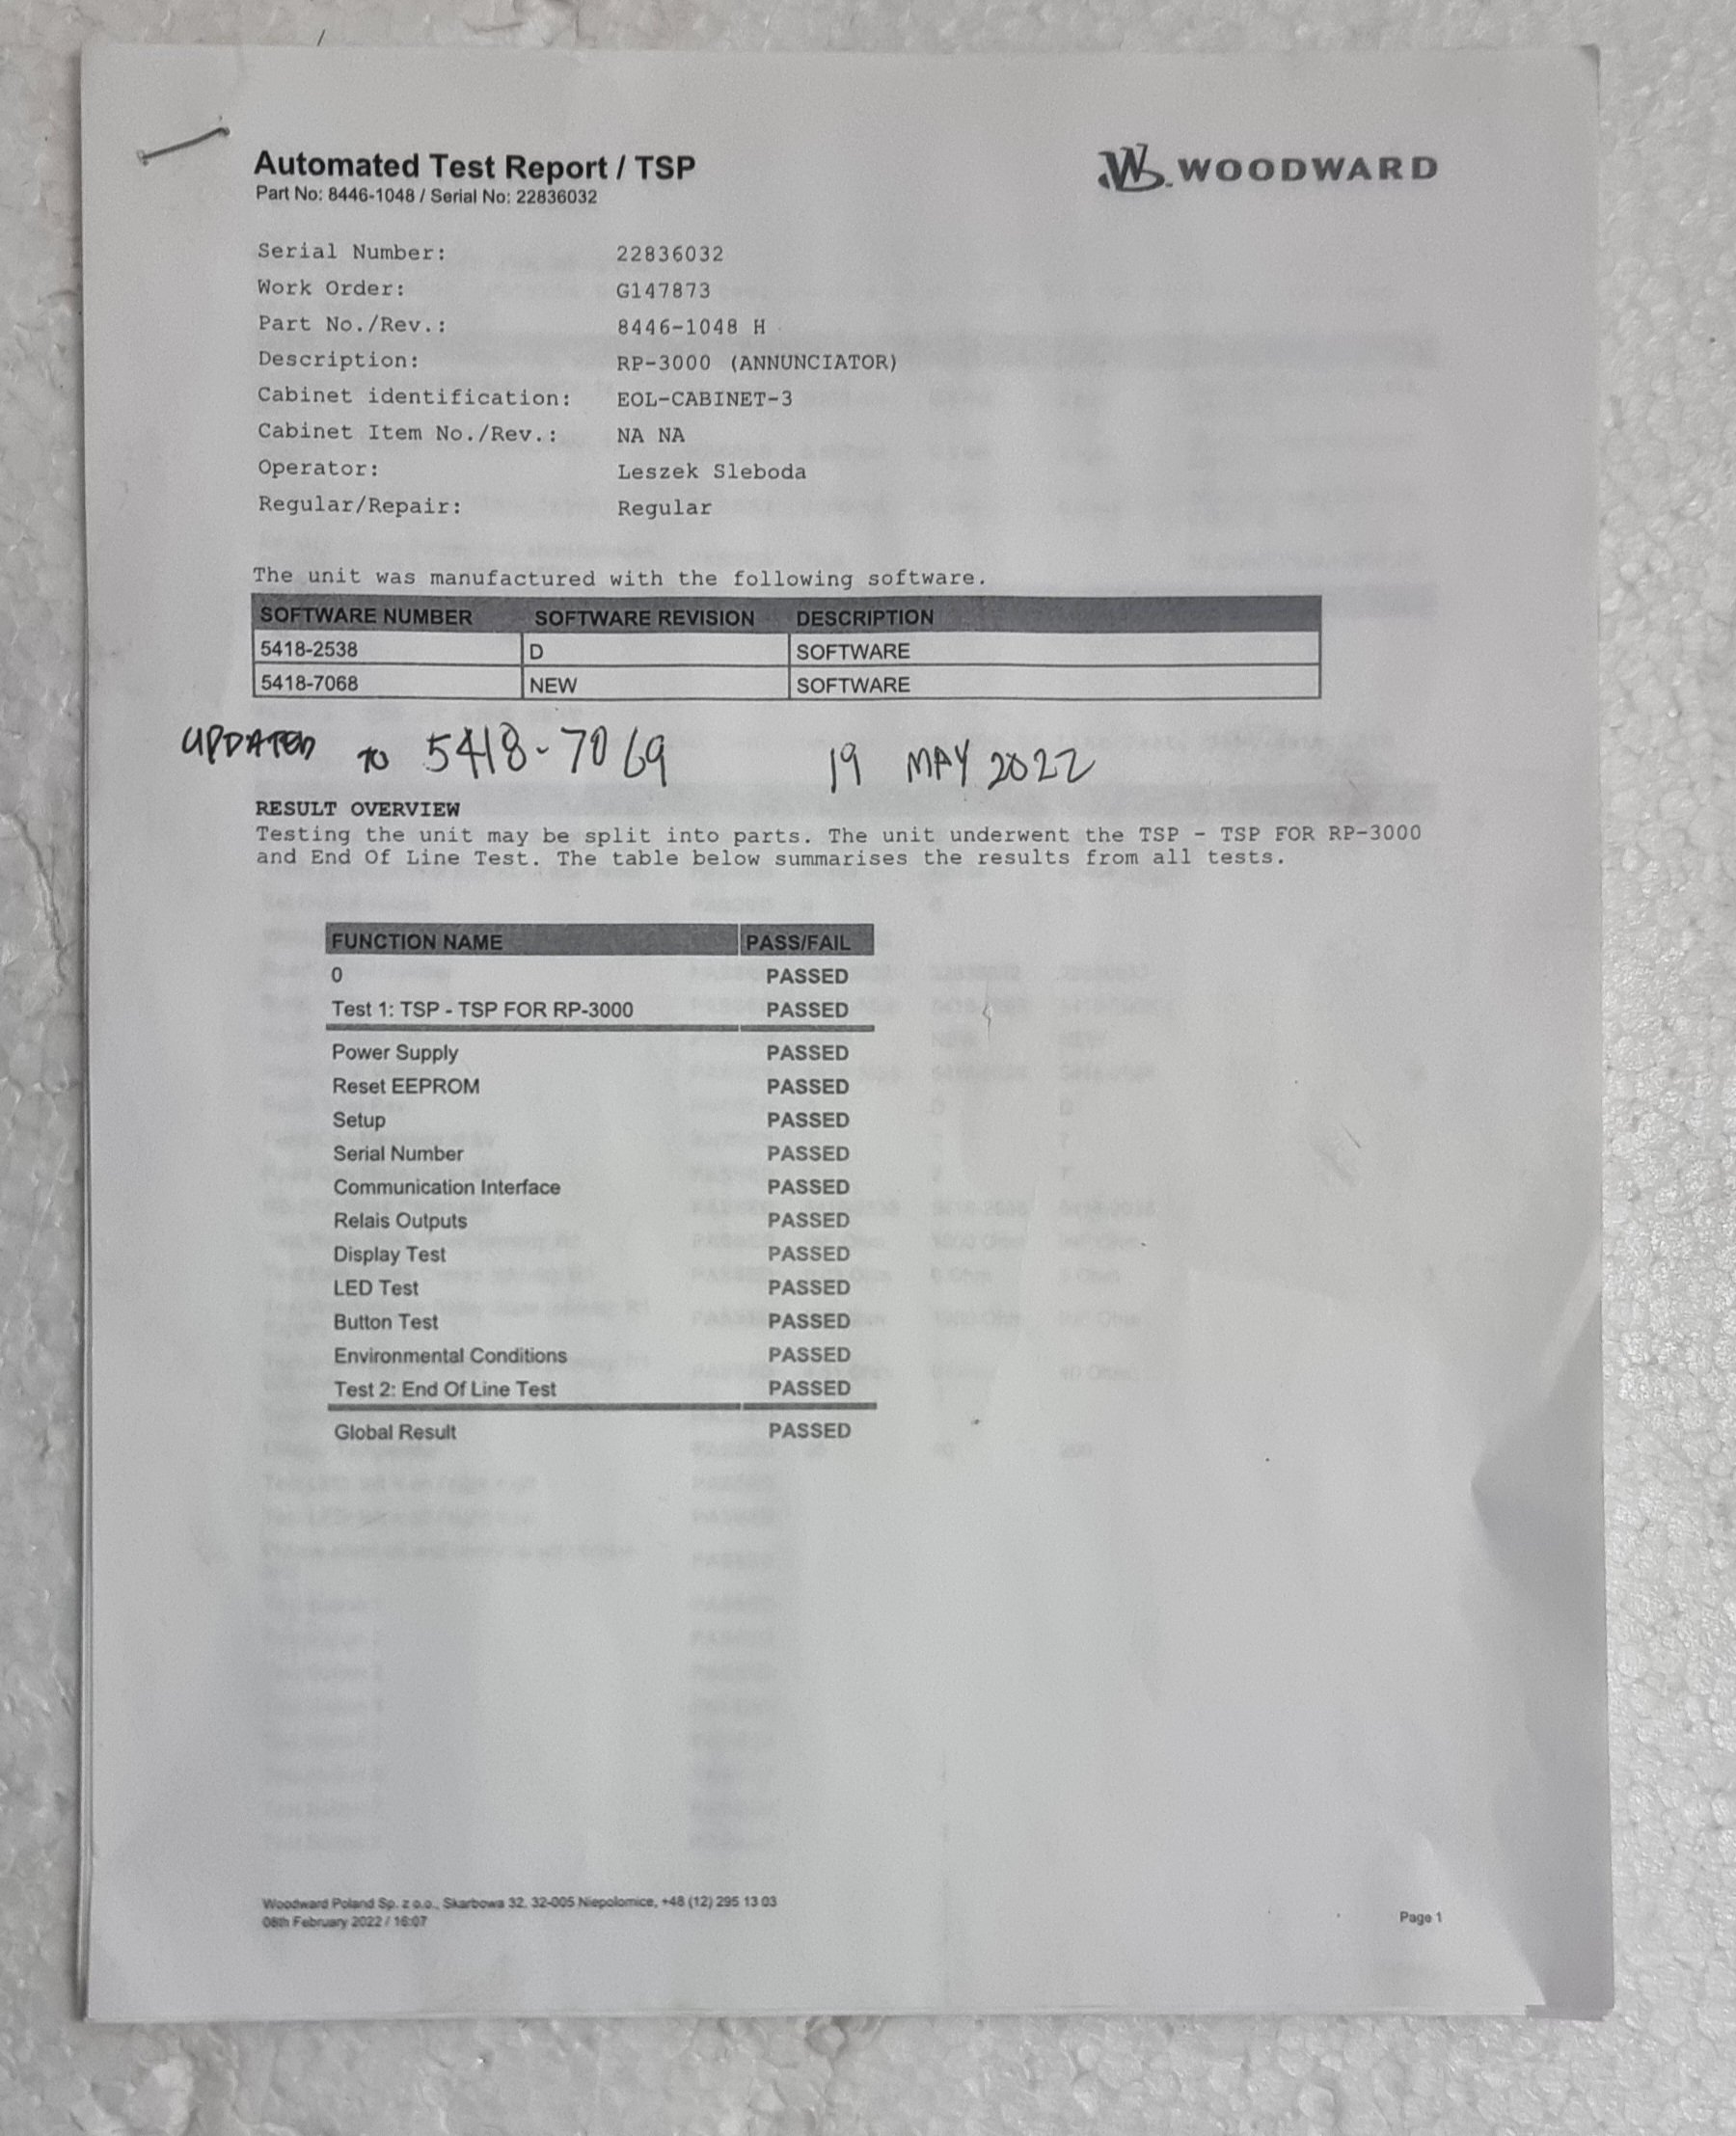 Automated Test Report / TSP
Part No: 8446-1048 / Serial No: 22836032
WOODWARD
Serial Number: 22836032
Work Order: G147873
Part No./Rev.: 8446-1048 H
Description: RP-3000 (ANNUNCIATOR)
Cabinet identification: EOL-CABINET-3
Cabinet Item No./Rev.: NA NA
Operator: Leszek Sleboda
Regular/Repair: Regular
The unit was manufactured with the following software.
SOFTWARE NUMBER SOFTWARE REVISION DESCRIPTION
5418-2538 D SOFTWARE
5418-7068 NEW SOFTWARE
UPDATED TO 5418-7069 19 MAY 2022
RESULT OVERVIEW
Testing the unit may be split into parts. The unit underwent the TSP - TSP FOR RP-3000
and End Of Line Test. The table below summarises the results from all tests.
FUNCTION NAME PASS/FAIL
0 PASSED
Test 1: TSP - TSP FOR RP-3000 PASSED
Power Supply PASSED
Reset EEPROM PASSED
Setup PASSED
Serial Number PASSED
Communication Interface PASSED
Relais Outputs PASSED
Display Test PASSED
LED Test PASSED
Button Test PASSED
Environmental Conditions PASSED
Test 2: End Of Line Test PASSED
Global Result PASSED
Woodward Poland Sp. z o.o., Skarbowa 32, 32-005 Niepolomice, +48 (12) 295 13 03
08th February 2022 / 16:07
Page 1